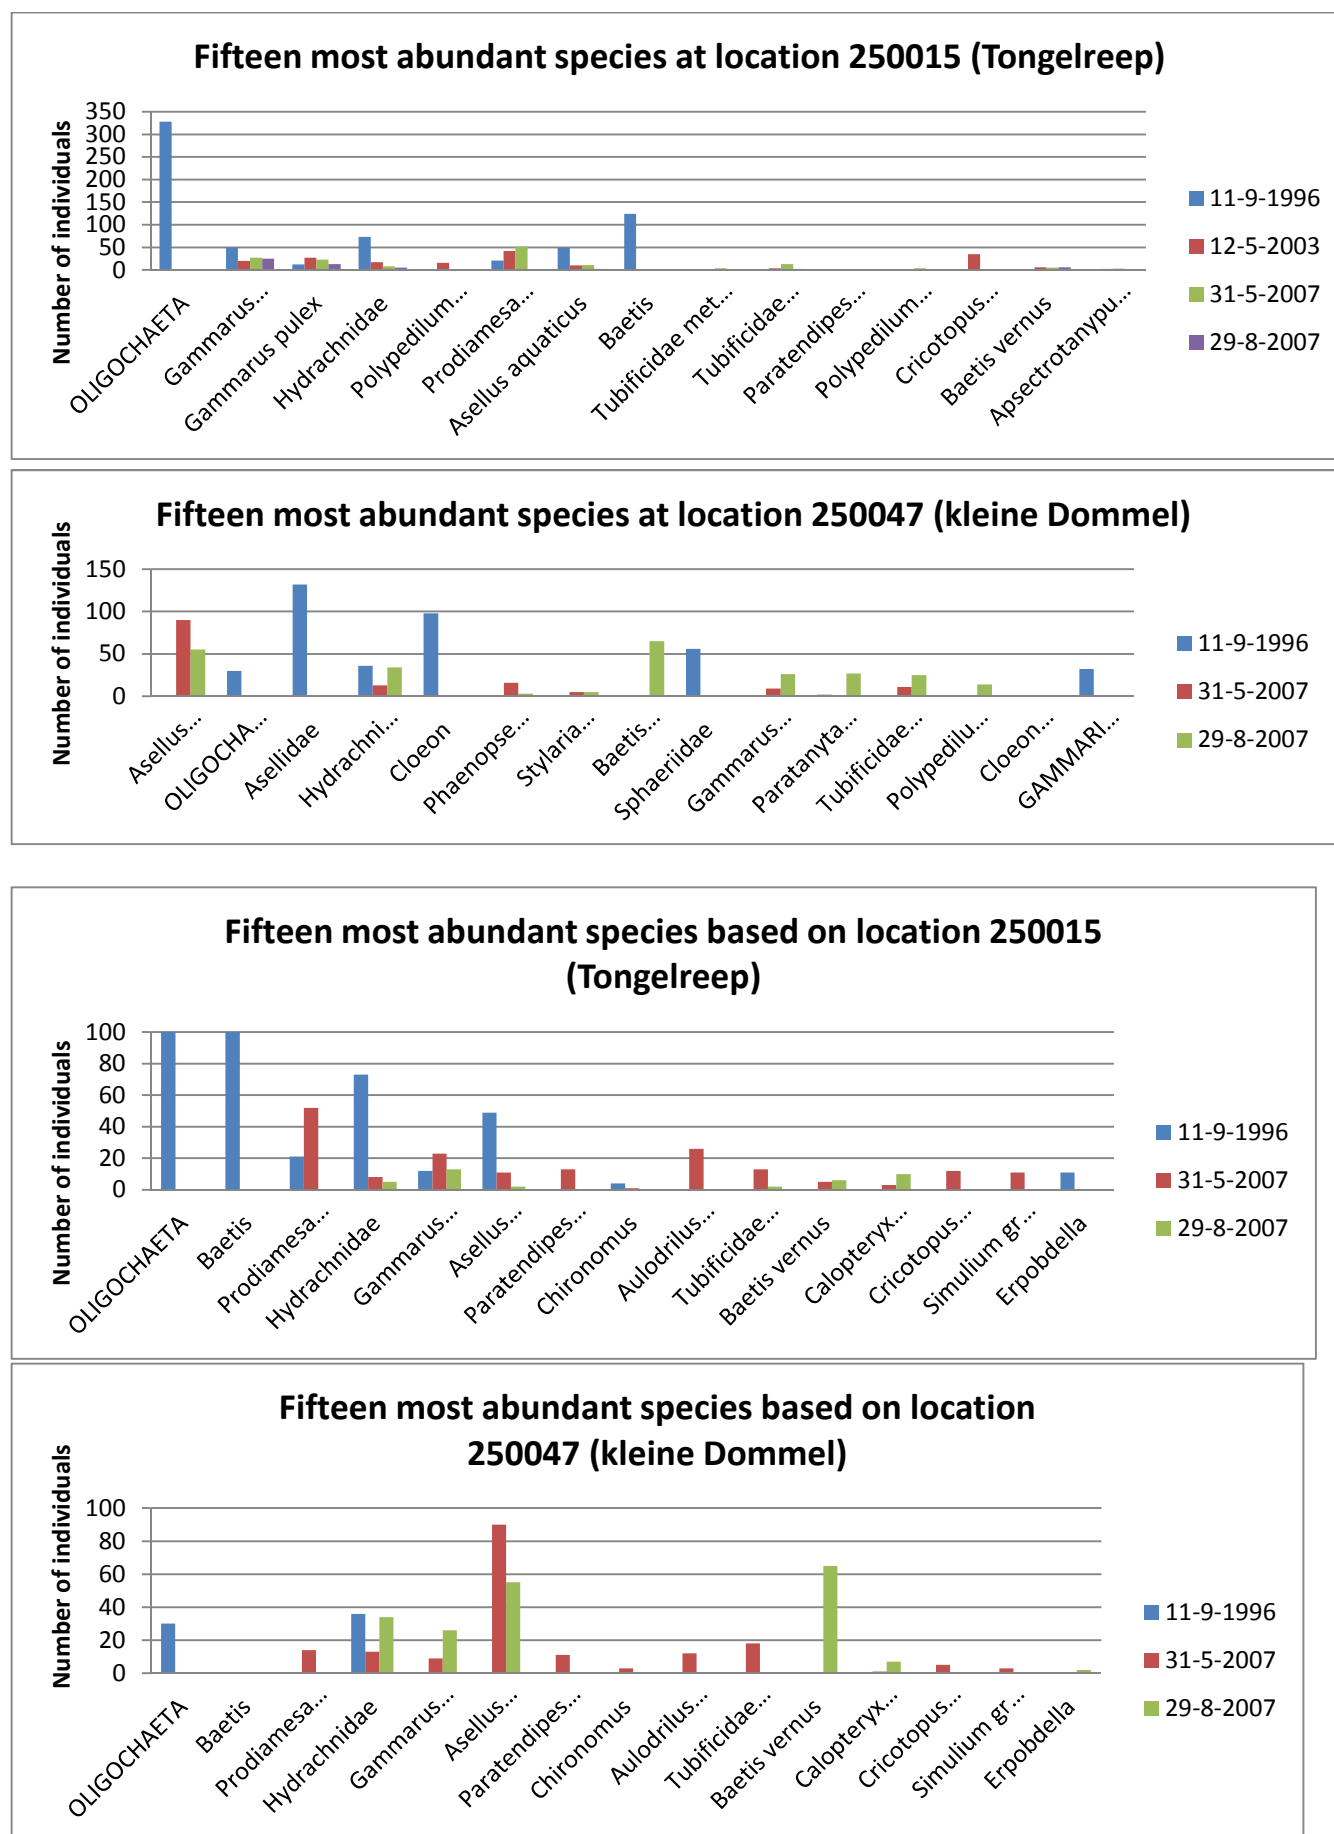 Fifteen most abundant species at location 250015 (Tongelreep)
Number of individuals
350
300
250
200
150
100
50
0
OLIGOCHAETA
Gammarus...
Gammarus pulex
Hydrachnidae
Polypedilum...
Prodiamesa...
Asellus aquaticus
Baetis
Tubificidae met...
Tubificidae...
Paratendipes...
Polypedilum...
Cricotopus...
Baetis vernus
Apsectrotanypu...
11-9-1996
12-5-2003
31-5-2007
29-8-2007
Fifteen most abundant species at location 250047 (kleine Dommel)
Number of individuals
150
100
50
0
Asellus...
OLIGOCHA...
Asellidae
Hydrachni...
Cloeon
Phaenopse...
Stylaria...
Baetis...
Sphaeriidae
Gammarus...
Paratanyta...
Tubificidae...
Polypedilu...
Cloeon...
GAMMARI...
11-9-1996
31-5-2007
29-8-2007
Fifteen most abundant species based on location 250015
(Tongelreep)
Number of individuals
100
80
60
40
20
0
OLIGOCHAETA
Baetis
Prodiamesa...
Hydrachnidae
Gammarus...
Asellus...
Paratendipes...
Chironomus
Aulodrilus...
Tubificidae...
Baetis vernus
Calopteryx...
Cricotopus...
Simulium gr...
Erpobdella
11-9-1996
31-5-2007
29-8-2007
Fifteen most abundant species based on location
250047 (kleine Dommel)
Number of individuals
100
80
60
40
20
0
OLIGOCHAETA
Baetis
Prodiamesa...
Hydrachnidae
Gammarus...
Asellus...
Paratendipes...
Chironomus
Aulodrilus...
Tubificidae...
Baetis vernus
Calopteryx...
Cricotopus...
Simulium gr...
Erpobdella
11-9-1996
31-5-2007
29-8-2007